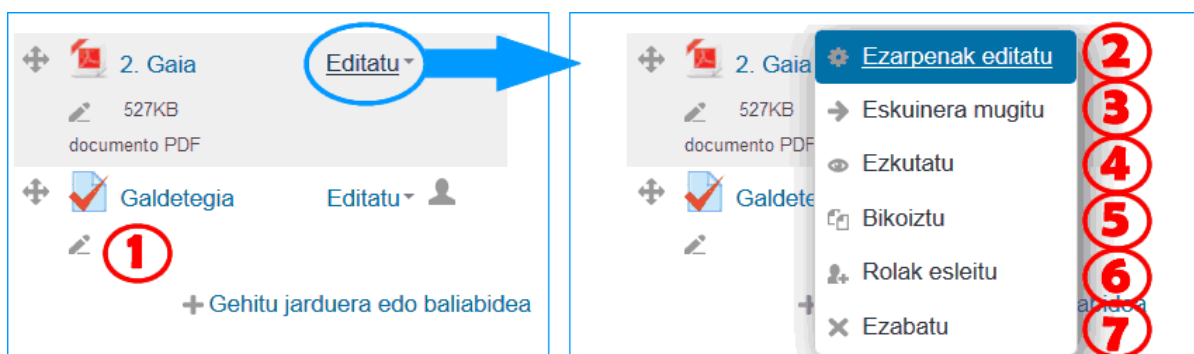 2. Gaia Editatu
527KB
documento PDF
Galdetegia Editatu
1
Gehitu jarduera edo baliabidea
2. Gaia Ezarpenak editatu 2
527KB Eskuinera mugitu 3
documento PDF
Ezkutatu 4
Galdete Bikoiztu 5
Rolak esleitu 6
abidea
Ezabatu 7